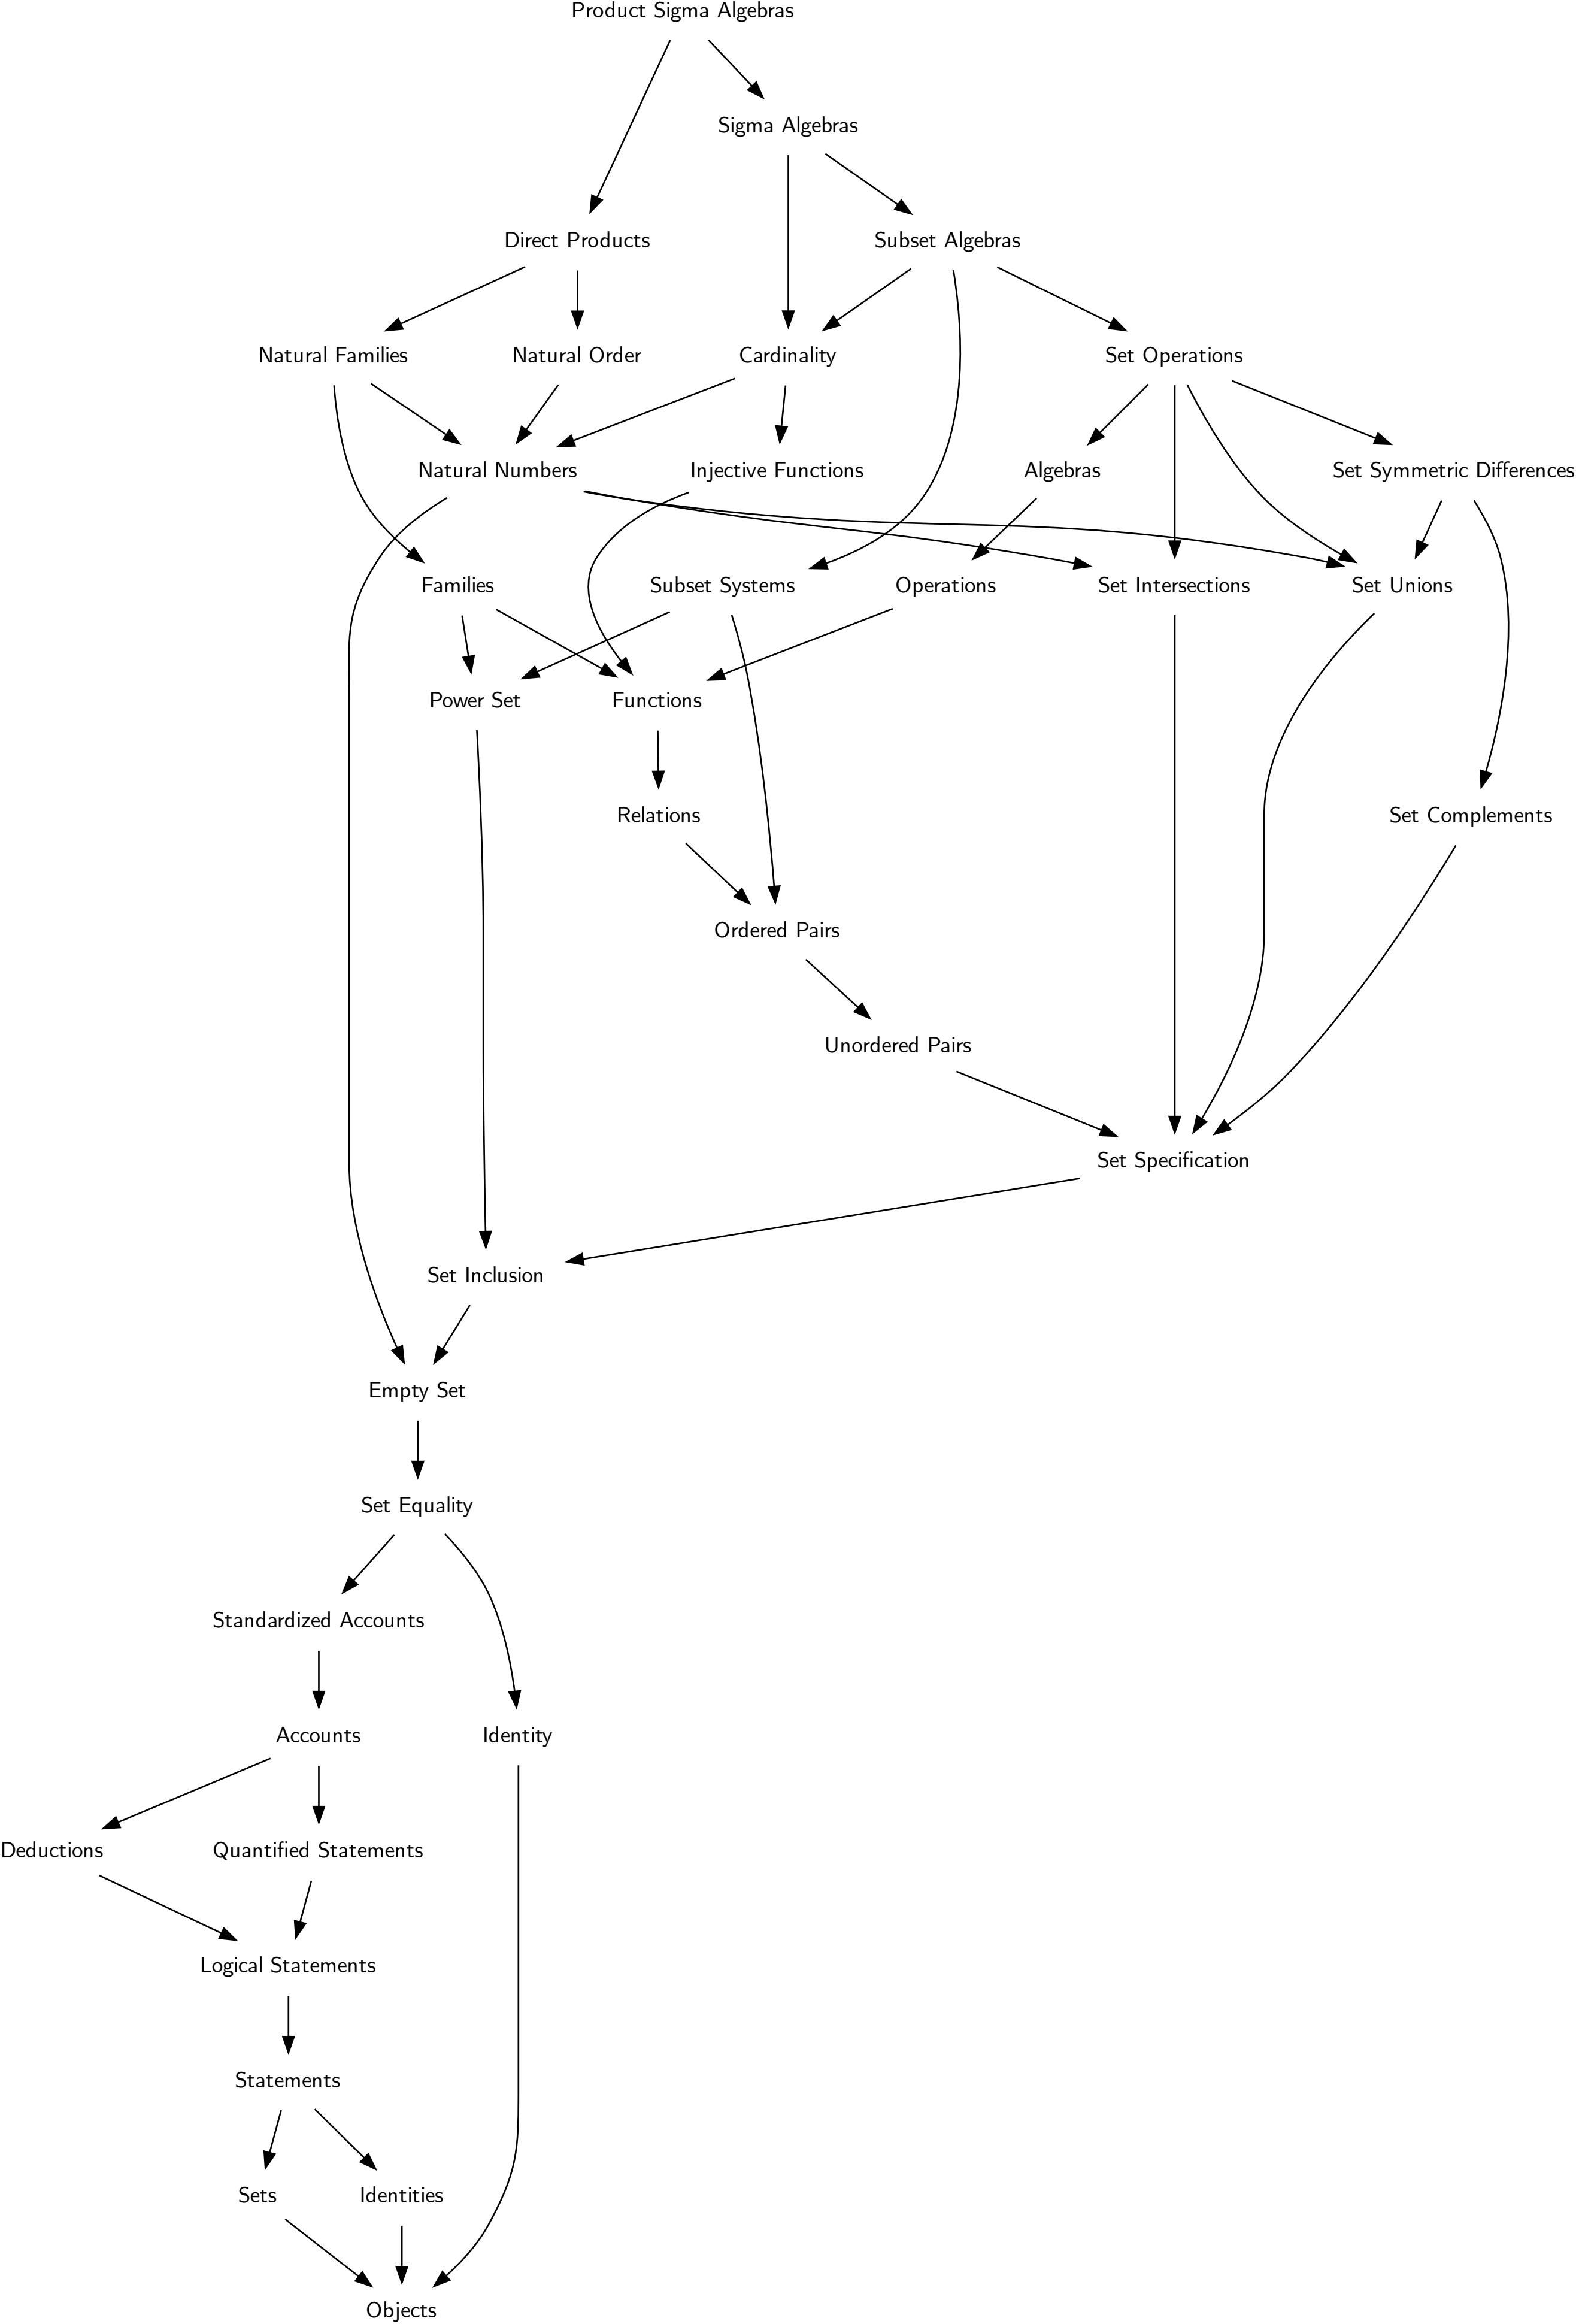 Product Sigma Algebras
Sigma Algebras
Direct Products
Subset Algebras
Natural Families
Natural Order
Cardinality
Set Operations
Natural Numbers
Injective Functions
Algebras
Set Symmetric Differences
Families
Subset Systems
Operations
Set Intersections
Set Unions
Power Set
Functions
Relations
Set Complements
Ordered Pairs
Unordered Pairs
Set Specification
Set Inclusion
Empty Set
Set Equality
Standardized Accounts
Accounts
Identity
Deductions
Quantified Statements
Logical Statements
Statements
Sets
Identities
Objects